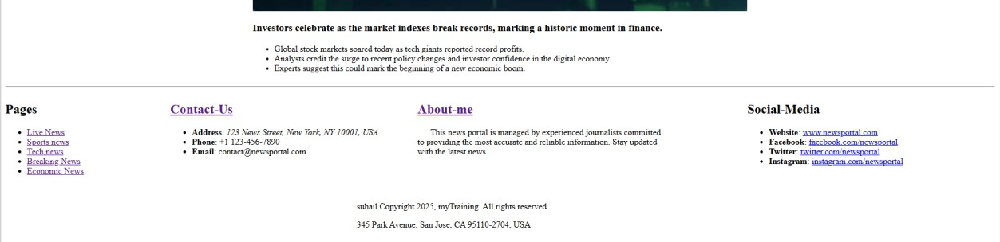 Investors celebrate as the market indexes break records, marking a historic moment in finance.
Global stock markets soared today as tech giants reported record profits.
Analysts credit the surge to recent policy changes and investor confidence in the digital economy.
Experts suggest this could mark the beginning of a new economic boom.
Pages
Live News
Sports news
Tech news
Breaking News
Economic News
Contact-Us
Address: 123 News Street, New York, NY 10001, USA
Phone: +1 123-456-7890
Email: contact@newsportal.com
About-me
This news portal is managed by experienced journalists committed
to providing the most accurate and reliable information. Stay updated
with the latest news.
Social-Media
Website: www.newsportal.com
Facebook: facebook.com/newsportal
Twitter: twitter.com/newsportal
Instagram: instagram.com/newsportal
suhail Copyright 2025, myTraining. All rights reserved.
345 Park Avenue, San Jose, CA 95110-2704, USA